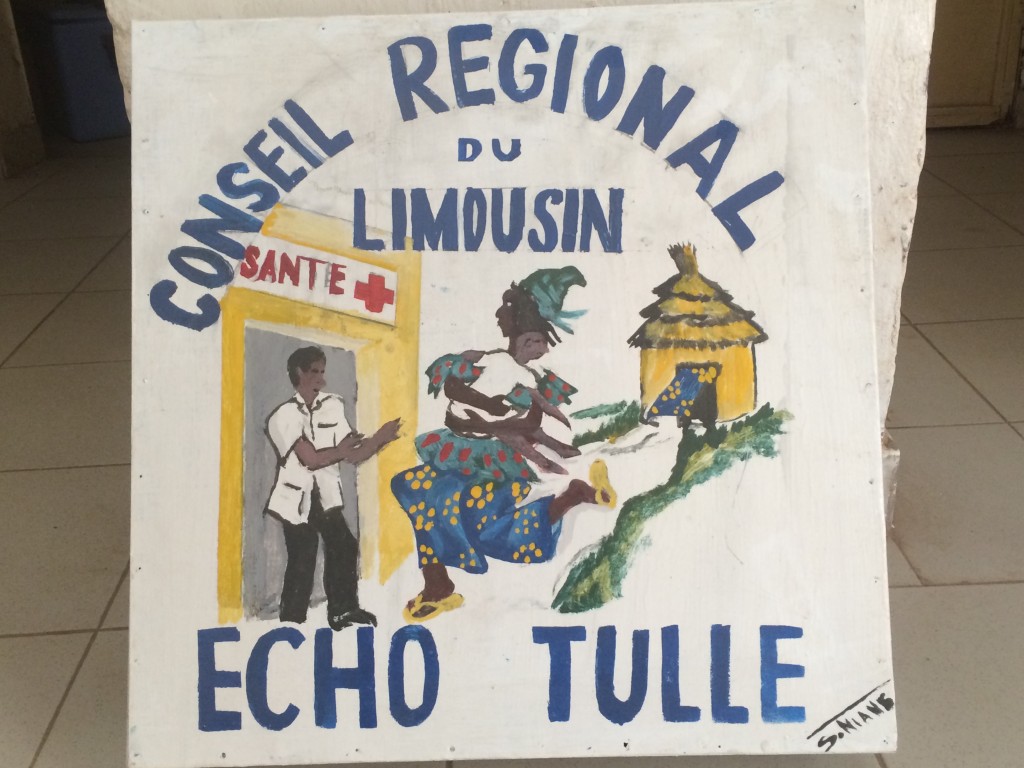 CONSEIL REGIONAL
DU
LIMOUSIN
SANTE
ECHO TULLE
S. NIANE